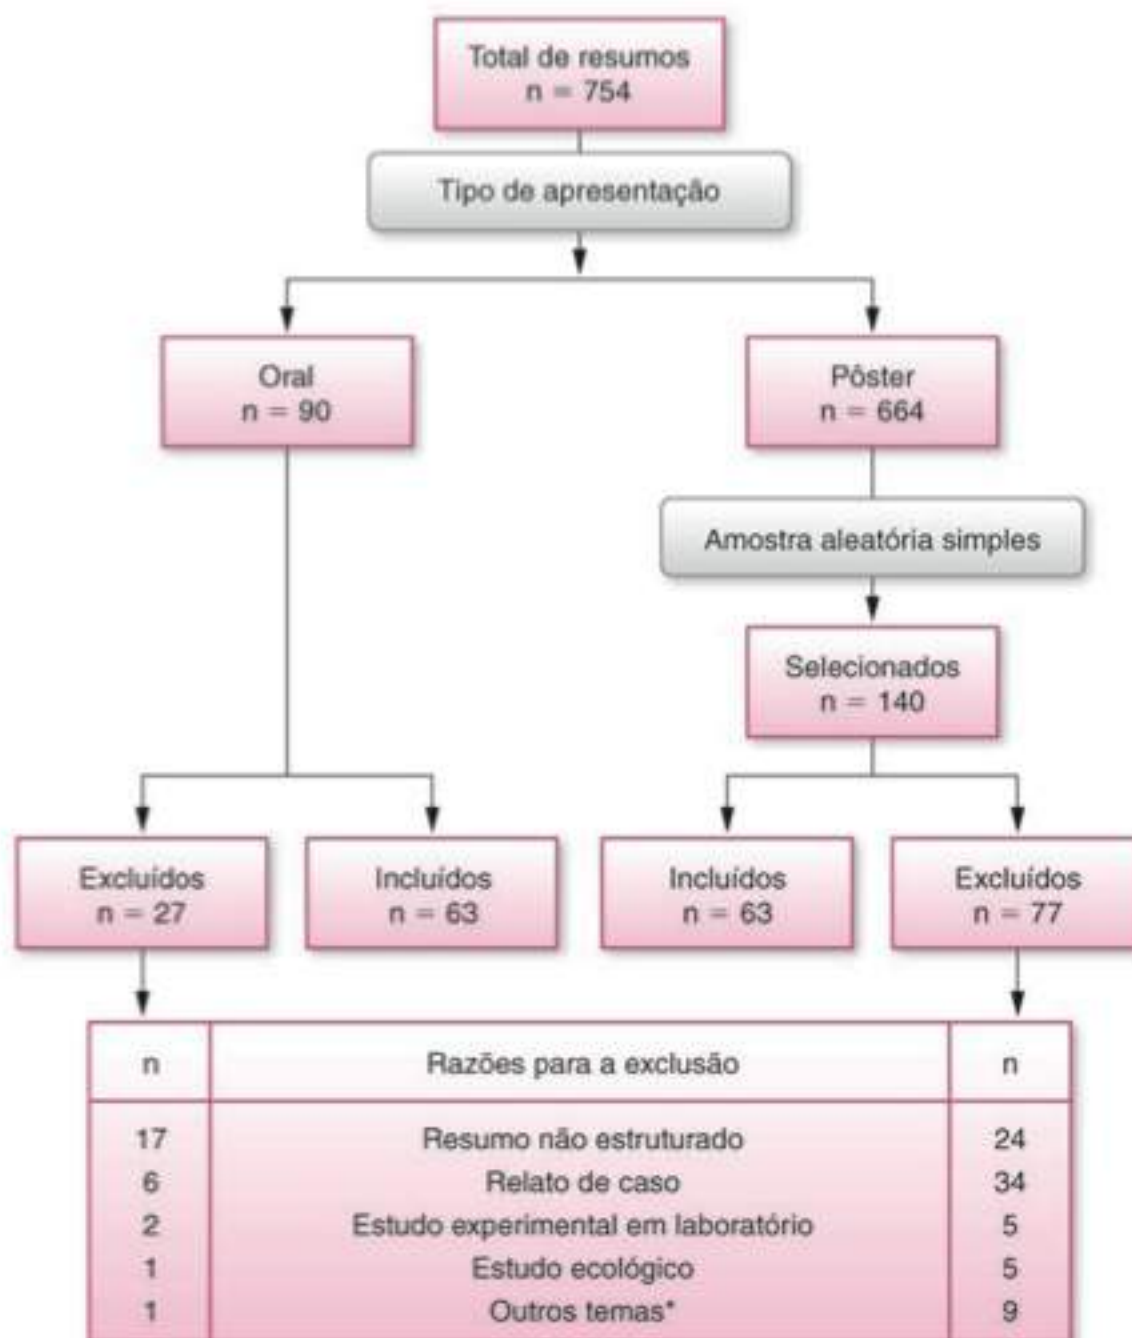 Total de resumos
n = 754
Tipo de apresentação
Oral
n = 90
Pôster
n = 664
Amostra aleatória simples
Selecionados
n = 140
Excluídos
n = 27
Incluídos
n = 63
Incluídos
n = 63
Excluídos
n = 77
n Razões para a exclusão n
17 Resumo não estruturado 24
6 Relato de caso 34
2 Estudo experimental em laboratório 5
1 Estudo ecológico 5
1 Outros temas* 9